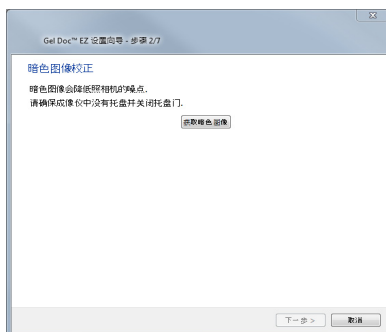 Gel Doc™ EZ 设置向导 - 步骤 2/7
暗色图像校正
暗色图像会降低照相机的噪点.
请确保成像仪中没有托盘并关闭托盘门.
获取暗色图像
下一步 >
取消